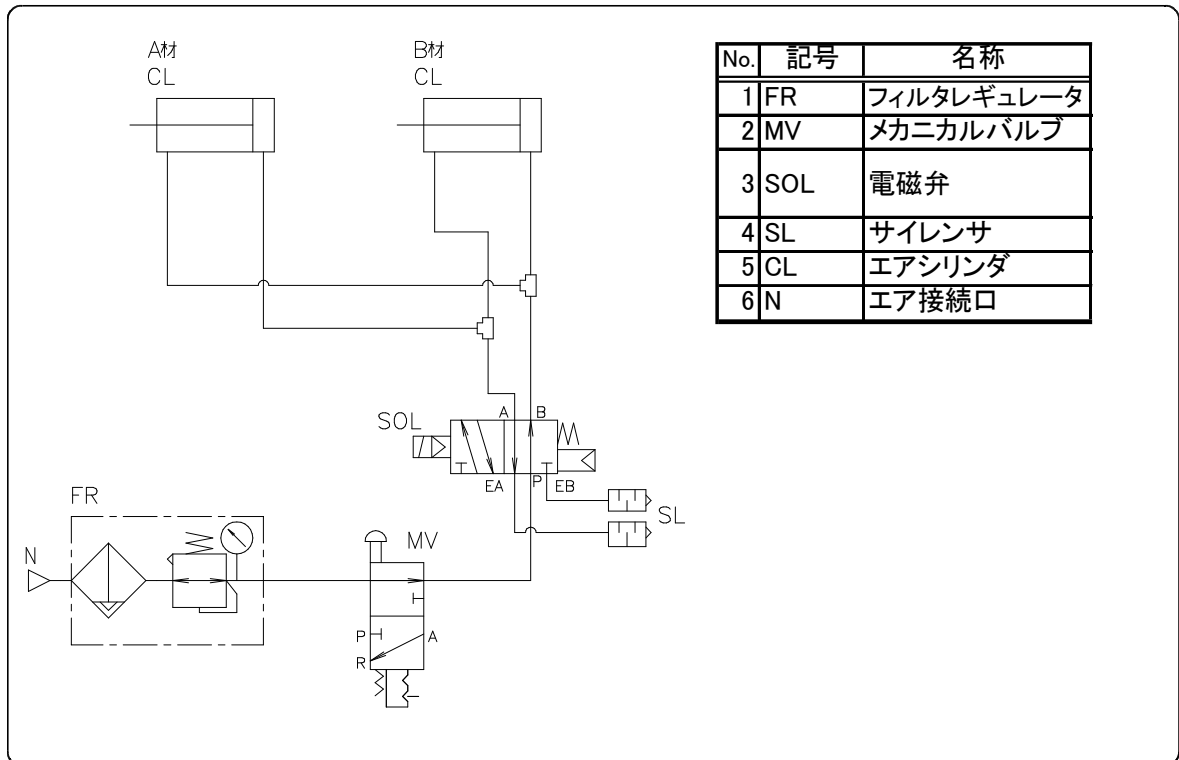 A材
CL
B材
CL
No. 記号 名称
1 FR フィルタレギュレータ
2 MV メカニカルバルブ
3 SOL 電磁弁
4 SL サイレンサ
5 CL エアシリンダ
6 N エア接続口
SOL
A B
EA P EB
SL
FR
N
MV
P A
R